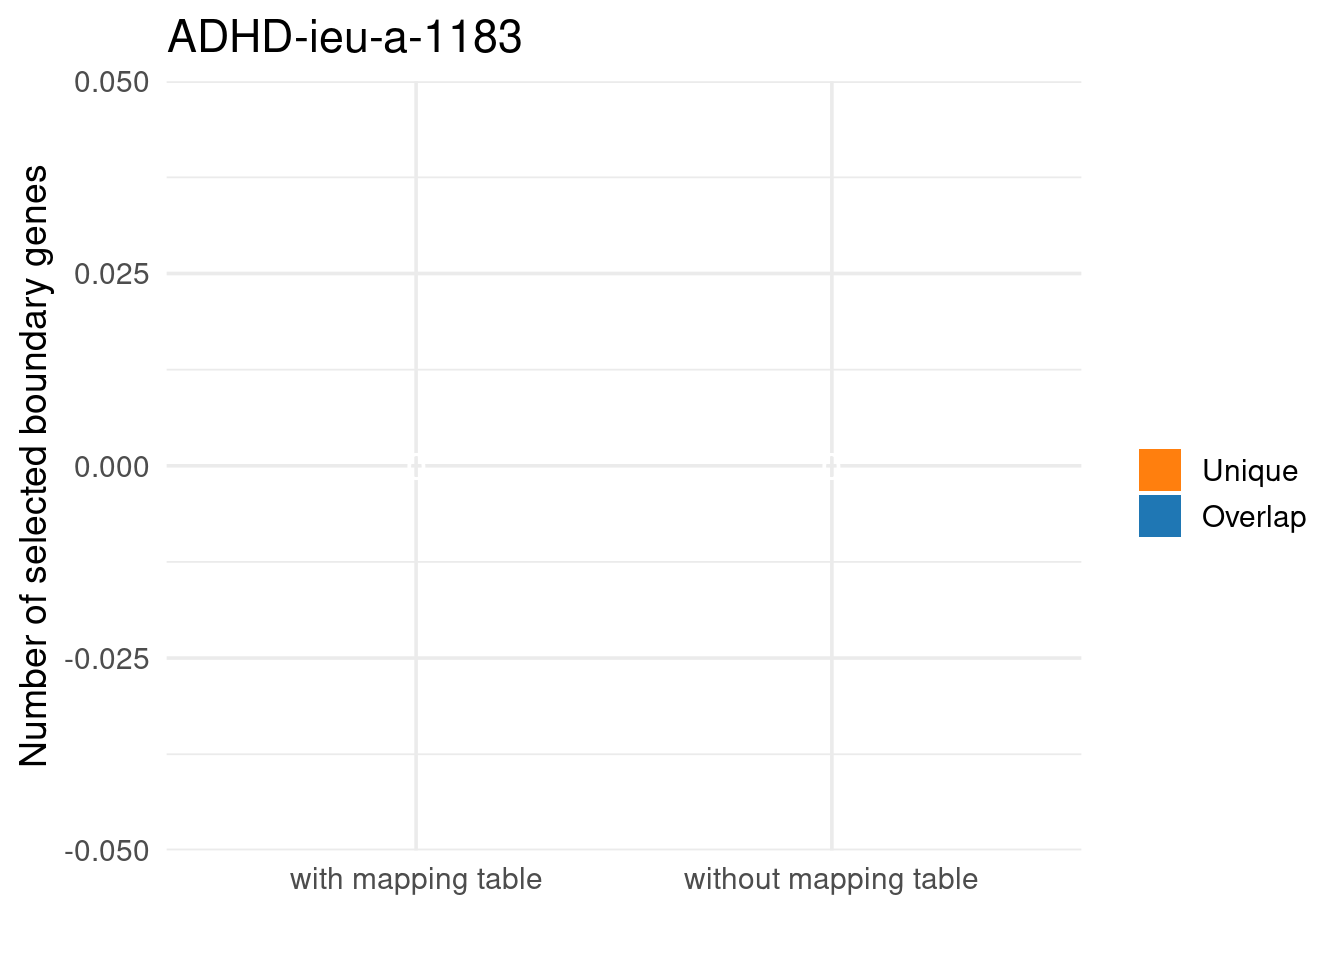 ADHD-ieu-a-1183
Number of selected boundary genes
0.050
0.025
0.000
-0.025
-0.050
with mapping table
without mapping table
Unique
Overlap